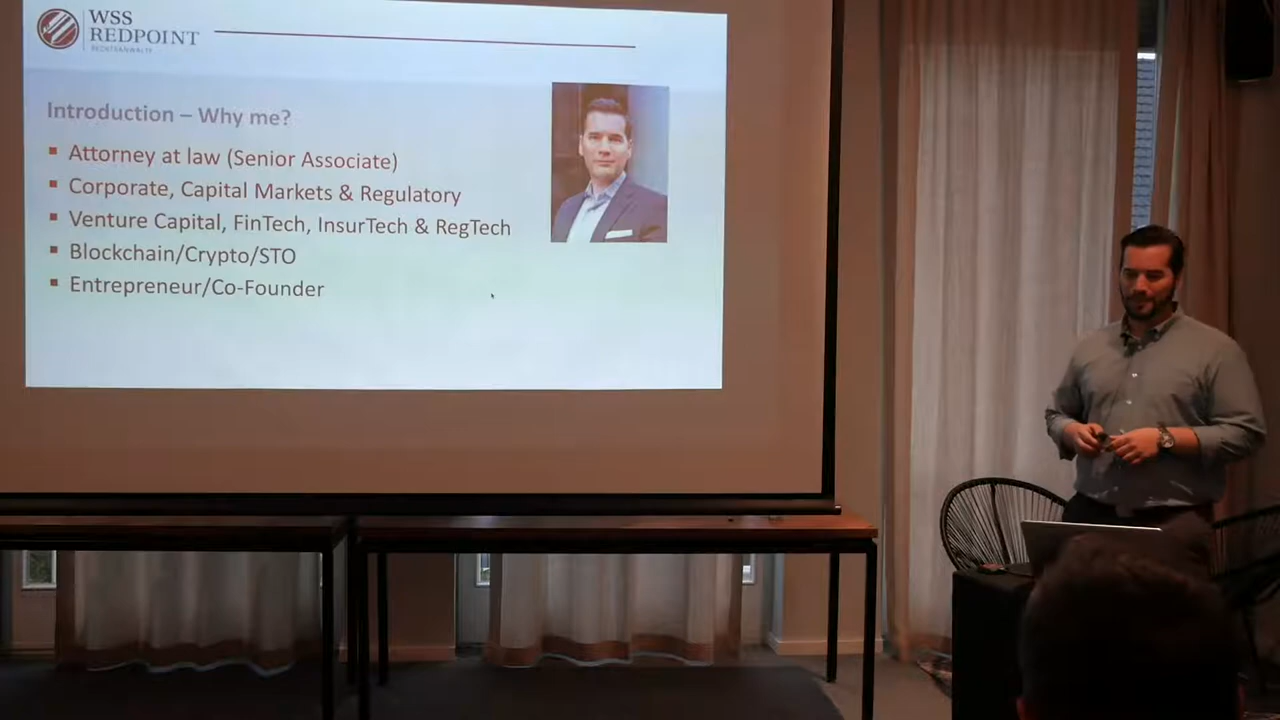 WSS
REDPOINT
RECHTSANWÄLTE
Introduction – Why me?
Attorney at law (Senior Associate)
Corporate, Capital Markets & Regulatory
Venture Capital, FinTech, InsurTech & RegTech
Blockchain/Crypto/STO
Entrepreneur/Co-Founder